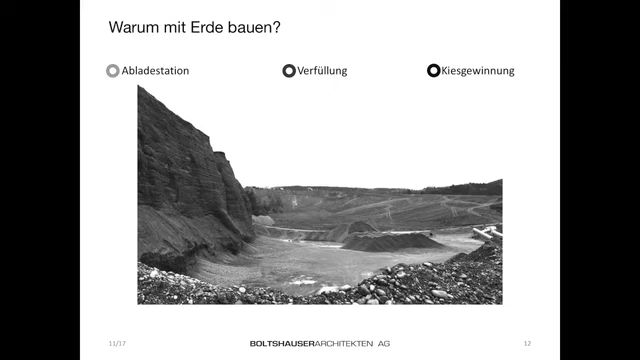 Warum mit Erde bauen?
Abladestation Verfüllung Kiesgewinnung
11/17 BOLTSHAUSERARCHITEKTEN AG 12